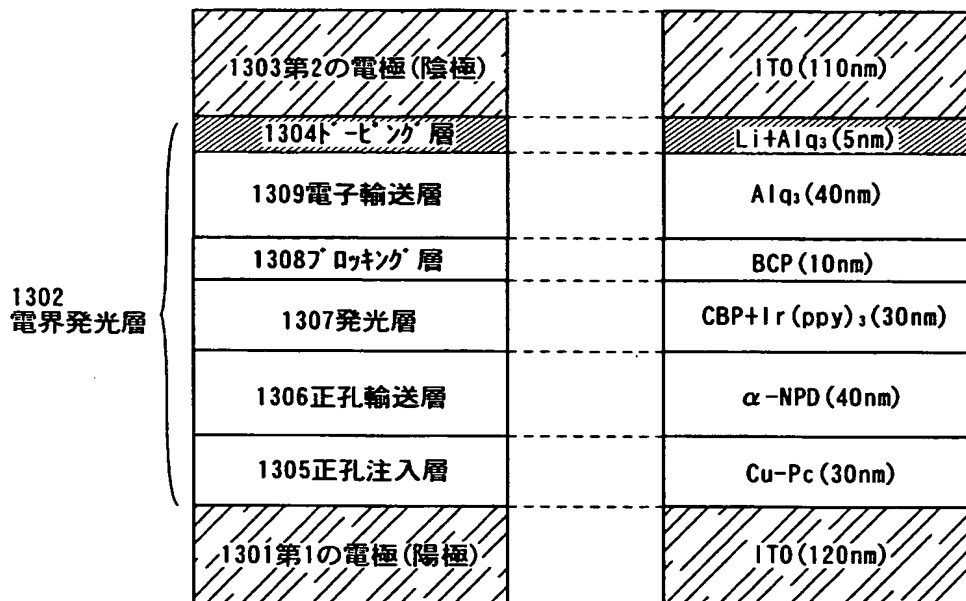 1303第2の電極(陰極)
ITO(110nm)
1304ﾄﾞｰﾋﾟﾝｸﾞ層
Li+Alq₃(5nm)
1309電子輸送層
Alq₃(40nm)
1308ﾌﾞﾛｯｷﾝｸﾞ層
BCP(10nm)
1302
電界発光層
1307発光層
CBP+Ir(ppy)₃(30nm)
1306正孔輸送層
α-NPD(40nm)
1305正孔注入層
Cu-Pc(30nm)
1301第1の電極(陽極)
ITO(120nm)